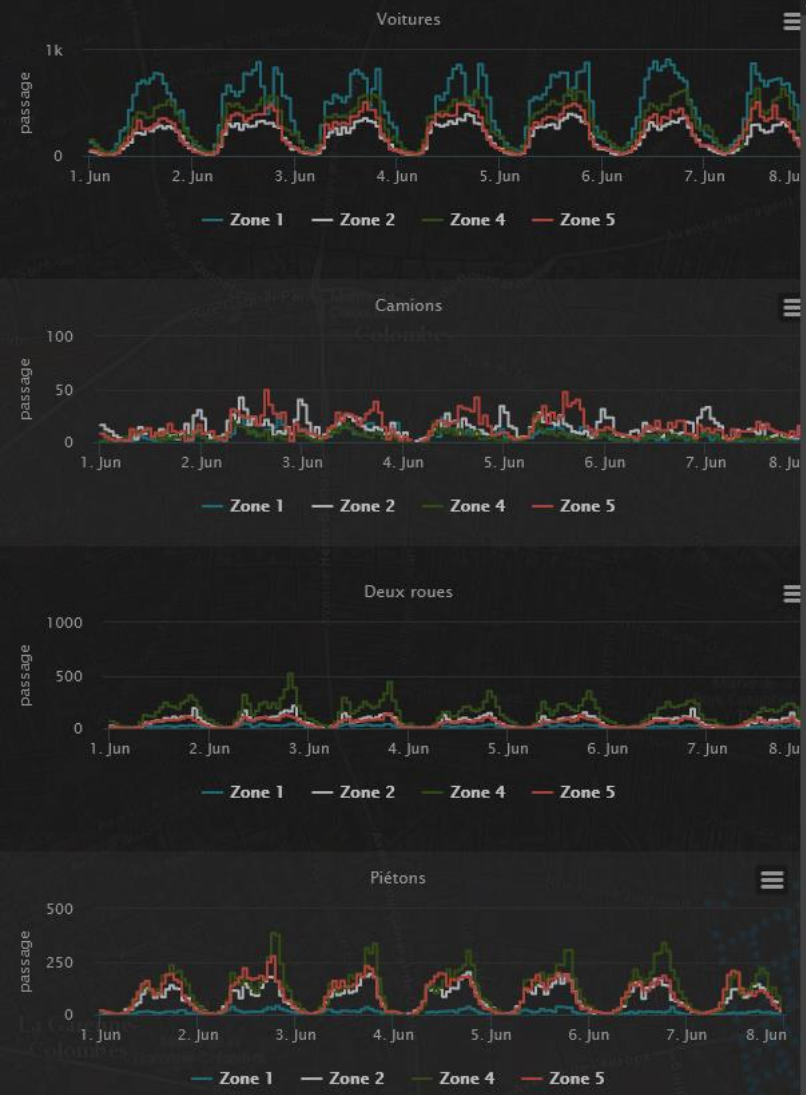 Voitures
1k
passage
0
1. Jun 2. Jun 3. Jun 4. Jun 5. Jun 6. Jun 7. Jun 8. Ju
Zone 1 Zone 2 Zone 4 Zone 5
Camions
Colombes
100
passage
50
0
1. Jun 2. Jun 3. Jun 4. Jun 5. Jun 6. Jun 7. Jun 8. Ju
Zone 1 Zone 2 Zone 4 Zone 5
Deux roues
1000
passage
500
0
1. Jun 2. Jun 3. Jun 4. Jun 5. Jun 6. Jun 7. Jun 8. Ju
Zone 1 Zone 2 Zone 4 Zone 5
Piétons
500
passage
250
0
1. Jun 2. Jun 3. Jun 4. Jun 5. Jun 6. Jun 7. Jun 8. Jun
La Garenne-
Colombes
Zone 1 Zone 2 Zone 4 Zone 5